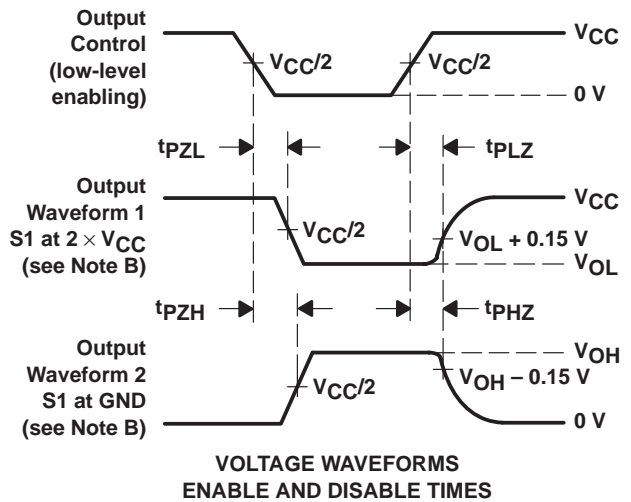 Output
Control
(low-level
enabling)
VCC
VCC/2
VCC/2
0 V
tPZL
tPLZ
Output
Waveform 1
S1 at 2 × VCC
(see Note B)
VCC
VCC/2
VOL + 0.15 V
VOL
tPZH
tPHZ
Output
Waveform 2
S1 at GND
(see Note B)
VOH
VCC/2
VOH – 0.15 V
0 V
VOLTAGE WAVEFORMS
ENABLE AND DISABLE TIMES